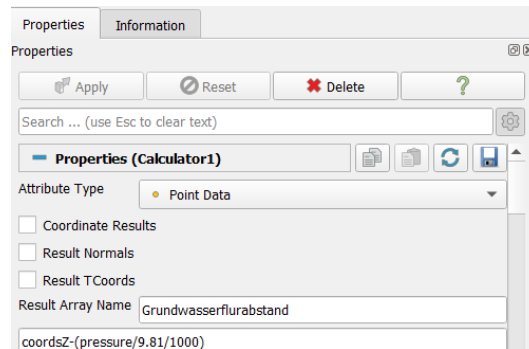 Properties Information
Properties
Apply Reset Delete ?
Search ... (use Esc to clear text)
Properties (Calculator1)
Attribute Type Point Data
Coordinate Results
Result Normals
Result TCoords
Result Array Name Grundwasserflurabstand
coordsZ-(pressure/9.81/1000)